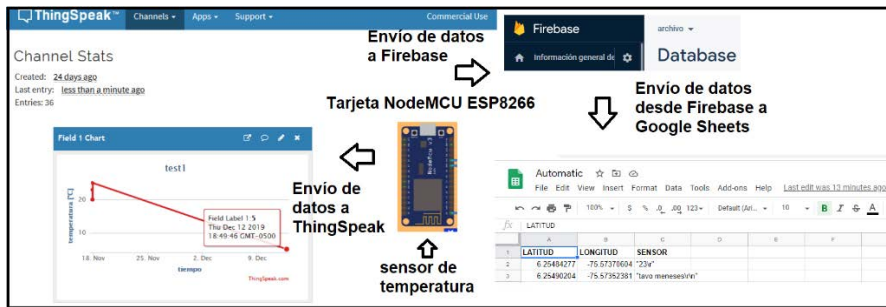 ThingSpeak™ Channels Apps Support Commercial Use
Channel Stats
Created: 24 days ago
Last entry: less than a minute ago
Entries: 36
Field 1 Chart
test1
temperatura [°C]
20
10
18. Nov 25. Nov 2. Dec 9. Dec
tiempo
ThingSpeak.com
Field Label 1:5
Thu Dec 12 2019
18:49:46 GMT-0500
Envío de datos
a Firebase
Tarjeta NodeMCU ESP8266
Envío de
datos a
ThingSpeak
sensor de
temperatura
Firebase
Información general de
archivo
Database
Envío de datos
desde Firebase a
Google Sheets
Automatic
File Edit View Insert Format Data Tools Add-ons Help Last edit was 13 minutes ago
100% $ % .0 .00 123 Default (Ari... 10 B I S A
fx LATITUD
A B C D E F
1 LATITUD LONGITUD SENSOR
2 6.25484277 -75.57378604 "23\r"
3 6.25490204 -75.57352381 "tavo meneses\r\n"